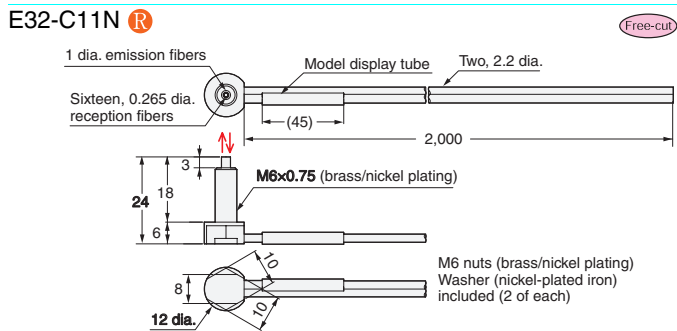 E32-C11N R
Free-cut
1 dia. emission fibers
Model display tube
Two, 2.2 dia.
Sixteen, 0.265 dia.
reception fibers
(45)
2,000
3
M6×0.75 (brass/nickel plating)
18
24
6
10
8
10
12 dia.
M6 nuts (brass/nickel plating)
Washer (nickel-plated iron)
included (2 of each)